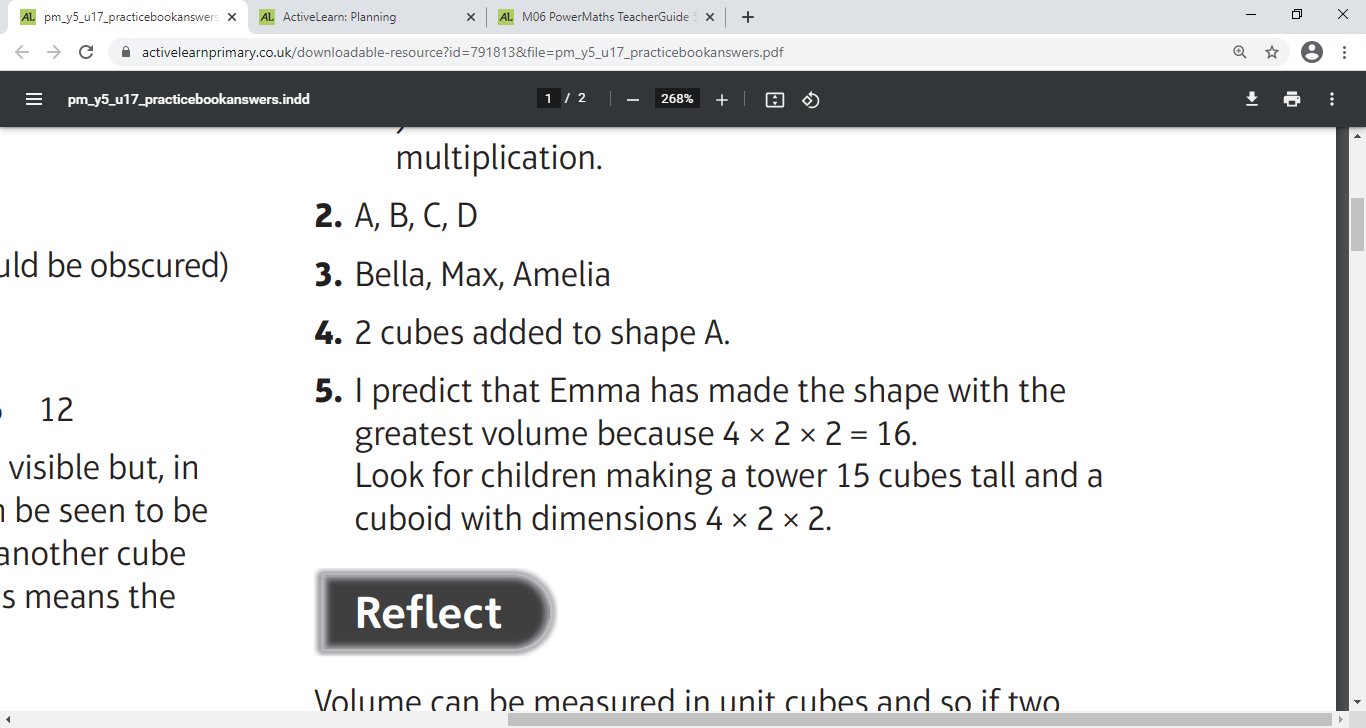 pm_y5_u17_practicebookanswers
ActiveLearn: Planning
M06 PowerMaths TeacherGuide
activelearnprimary.co.uk/downloadable-resource?id=791813&file=pm_y5_u17_practicebookanswers.pdf
pm_y5_u17_practicebookanswers.indd
1 / 2
268%
multiplication.
2. A, B, C, D
uld be obscured)
3. Bella, Max, Amelia
4. 2 cubes added to shape A.
5. I predict that Emma has made the shape with the
greatest volume because 4 × 2 × 2 = 16.
Look for children making a tower 15 cubes tall and a
cuboid with dimensions 4 × 2 × 2.
12
visible but, in
be seen to be
another cube
s means the
Reflect
Volume can be measured in unit cubes and so if two